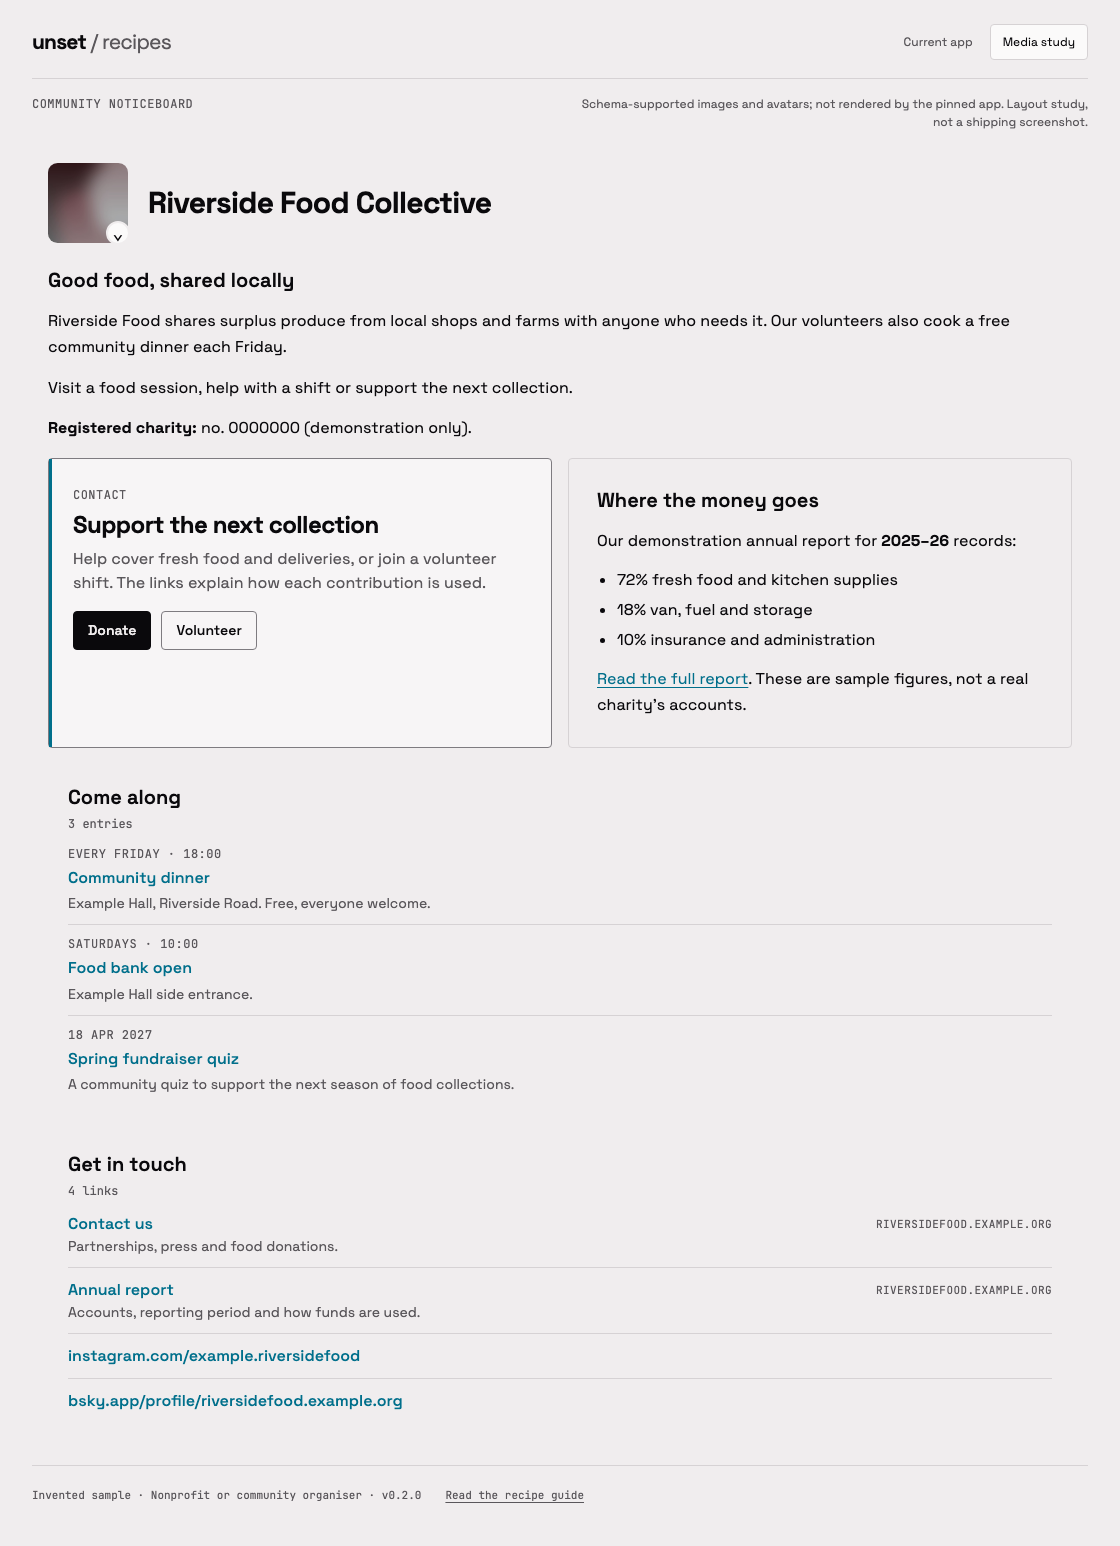 unset / recipes
Current app
Media study
COMMUNITY NOTICEBOARD
Schema-supported images and avatars; not rendered by the pinned app. Layout study,
not a shipping screenshot.
Riverside Food Collective
Good food, shared locally
Riverside Food shares surplus produce from local shops and farms with anyone who needs it. Our volunteers also cook a free
community dinner each Friday.
Visit a food session, help with a shift or support the next collection.
Registered charity: no. 0000000 (demonstration only).
CONTACT
Support the next collection
Help cover fresh food and deliveries, or join a volunteer
shift. The links explain how each contribution is used.
Donate
Volunteer
Where the money goes
Our demonstration annual report for 2025–26 records:
• 72% fresh food and kitchen supplies
• 18% van, fuel and storage
• 10% insurance and administration
Read the full report. These are sample figures, not a real
charity's accounts.
Come along
3 entries
EVERY FRIDAY · 18:00
Community dinner
Example Hall, Riverside Road. Free, everyone welcome.
SATURDAYS · 10:00
Food bank open
Example Hall side entrance.
18 APR 2027
Spring fundraiser quiz
A community quiz to support the next season of food collections.
Get in touch
4 links
Contact us
RIVERSIDEFOOD.EXAMPLE.ORG
Partnerships, press and food donations.
Annual report
RIVERSIDEFOOD.EXAMPLE.ORG
Accounts, reporting period and how funds are used.
instagram.com/example.riversidefood
bsky.app/profile/riversidefood.example.org
Invented sample · Nonprofit or community organiser · v0.2.0
Read the recipe guide